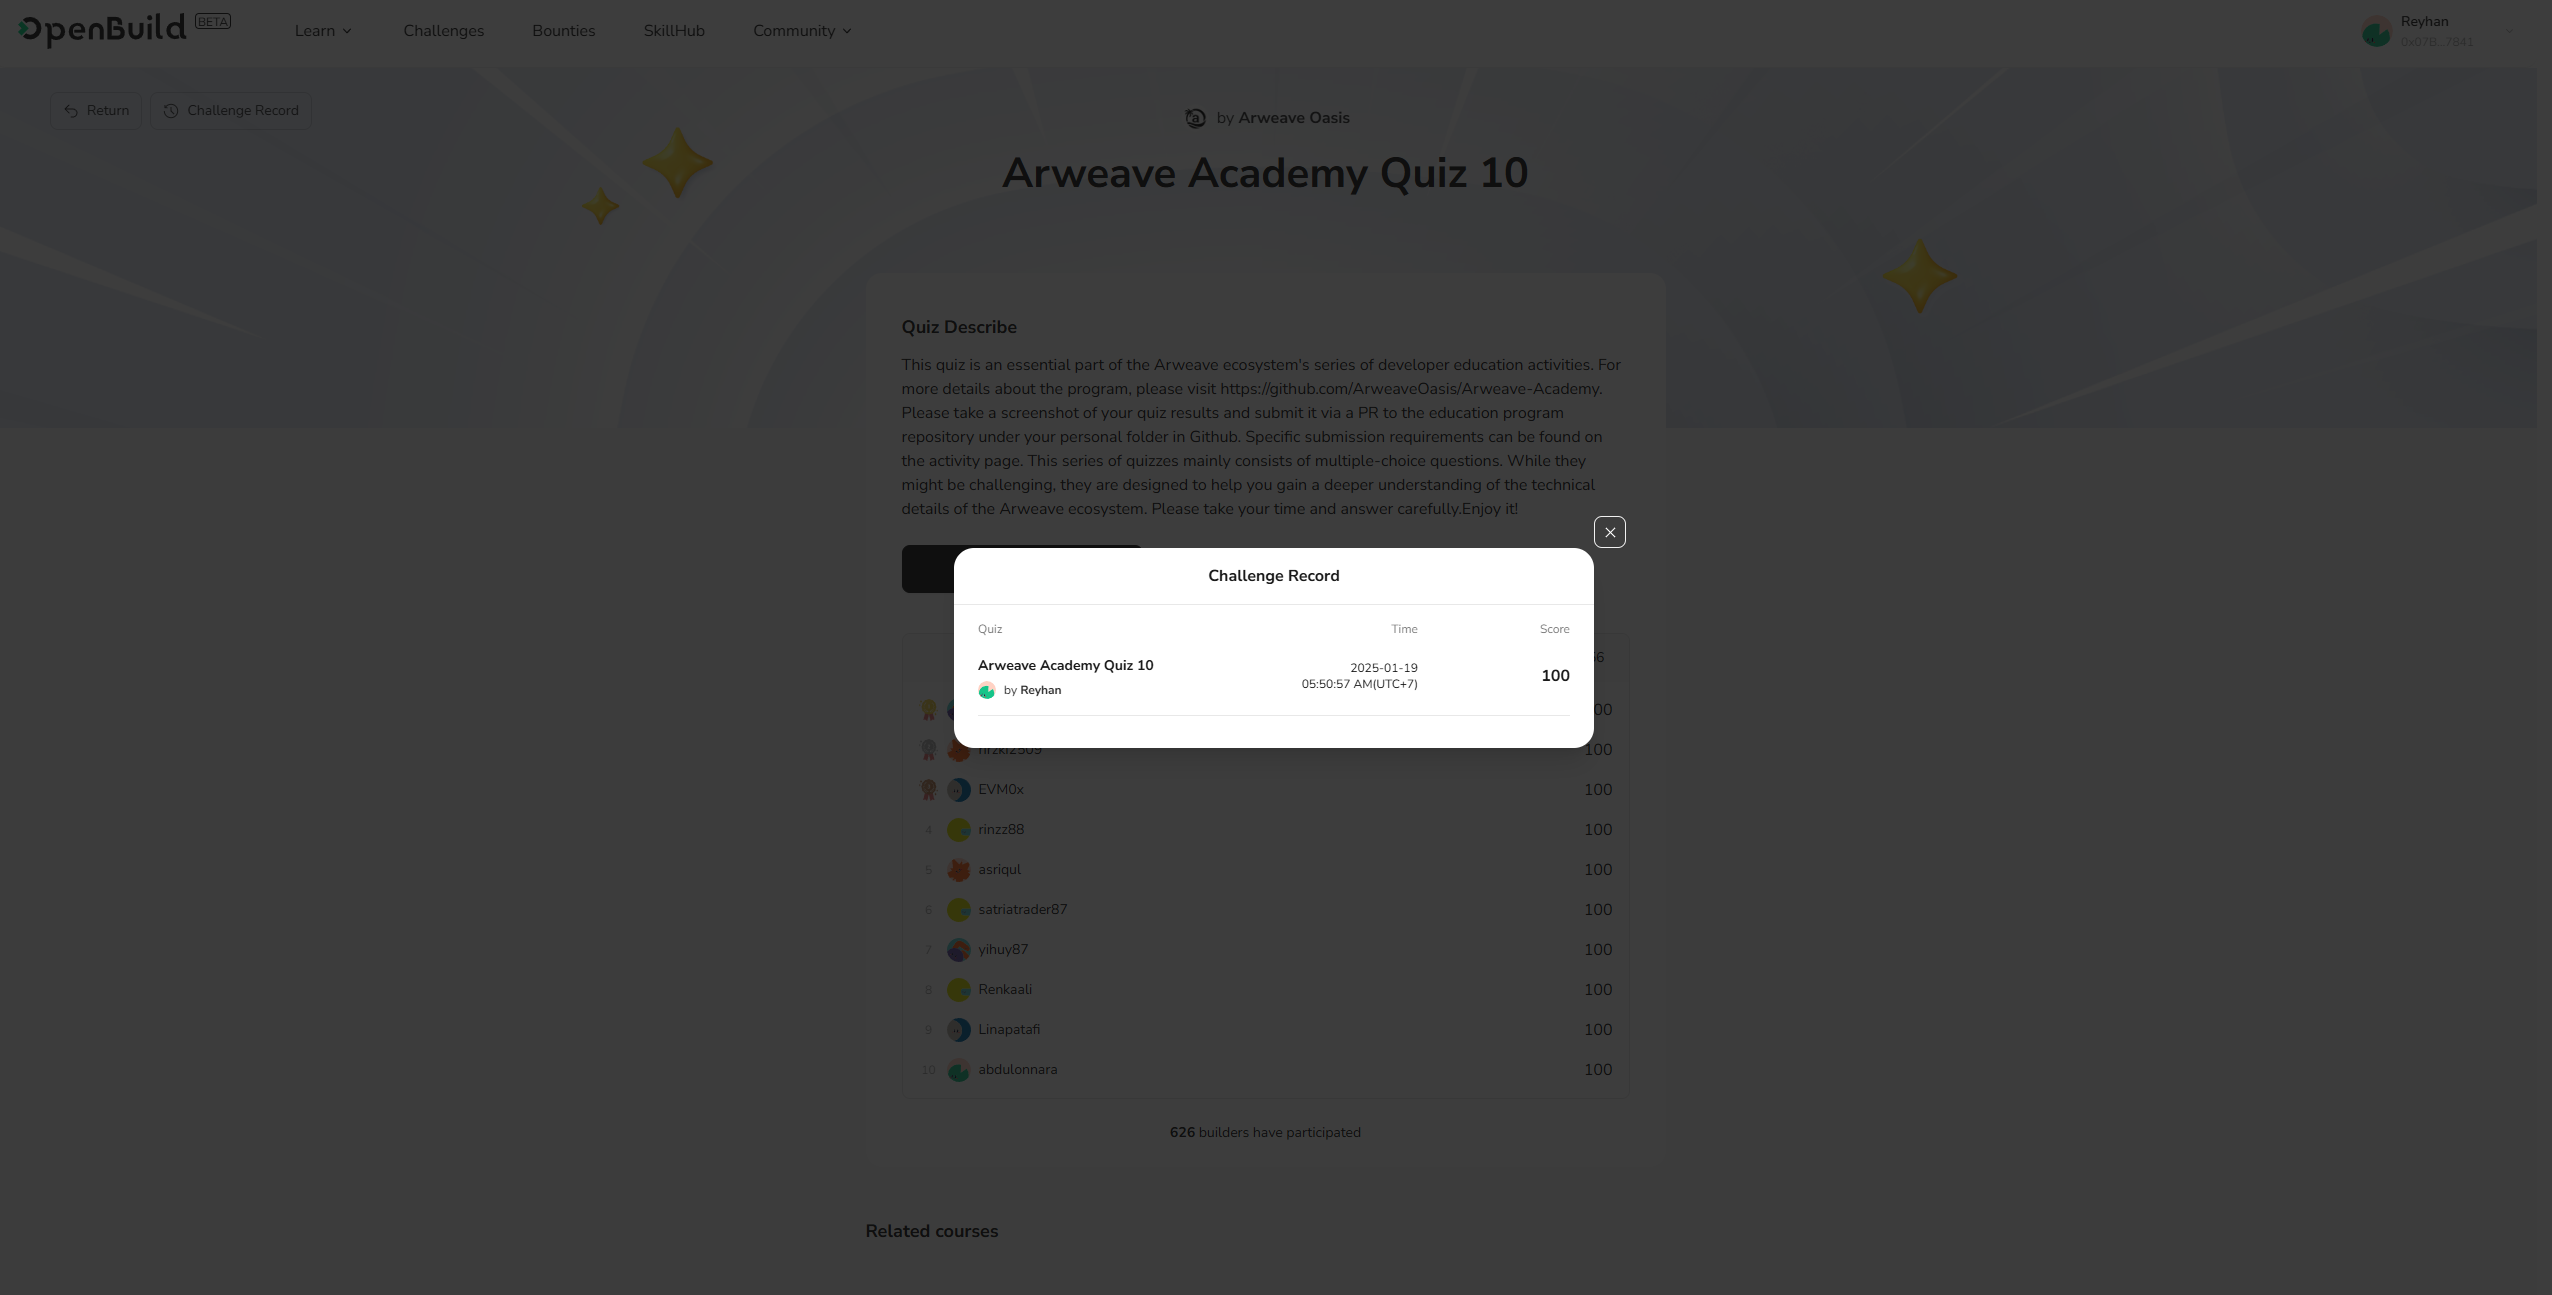 OpenBuild BETA
Learn
Challenges
Bounties
SkillHub
Community
Reyhan
0x07B...7841
Return
Challenge Record
by Arweave Oasis
Arweave Academy Quiz 10
Quiz Describe
This quiz is an essential part of the Arweave ecosystem's series of developer education activities. For
more details about the program, please visit https://github.com/ArweaveOasis/Arweave-Academy.
Please take a screenshot of your quiz results and submit it via a PR to the education program
repository under your personal folder in Github. Specific submission requirements can be found on
the activity page. This series of quizzes mainly consists of multiple-choice questions. While they
might be challenging, they are designed to help you gain a deeper understanding of the technical
details of the Arweave ecosystem. Please take your time and answer carefully.Enjoy it!
Challenge Record
Quiz Time Score
Arweave Academy Quiz 10
by Reyhan
2025-01-19
05:50:57 AM(UTC+7)
100
100
EVM0x 100
4 rinzz88 100
5 asriqul 100
6 satriatrader87 100
7 yihuy87 100
8 Renkaali 100
9 Linapatafi 100
10 abdulonnara 100
626 builders have participated
Related courses